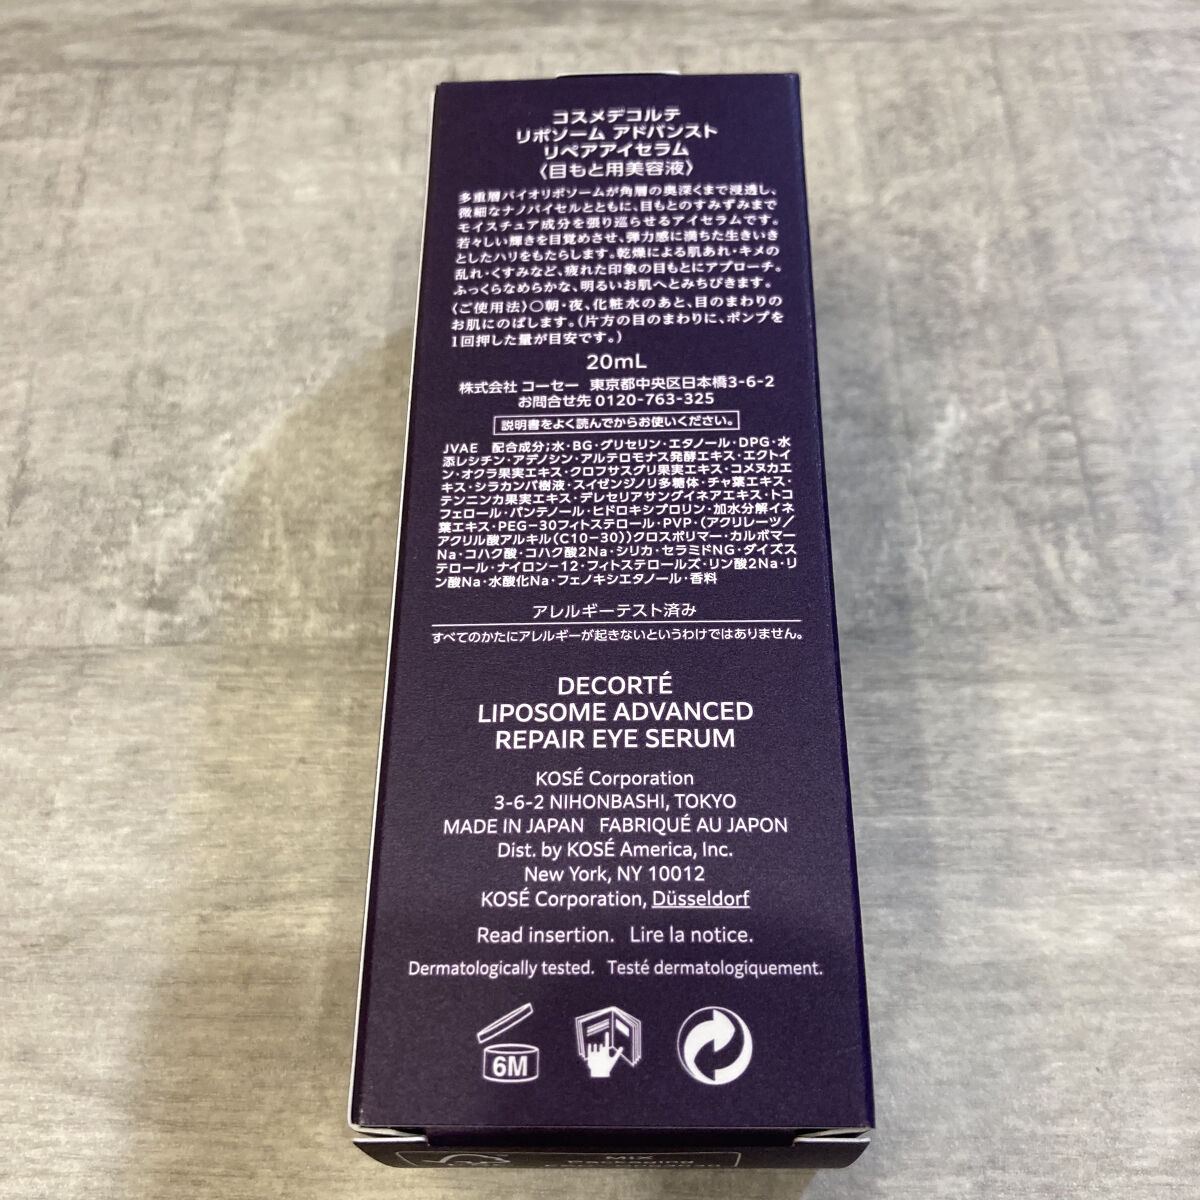 コスメデコルテ
リポソーム アドバンスト
リペアアイセラム
〈目もと用美容液〉
多重層バイオリポソームが角層の奥深くまで浸透し、
微細なナノバイセルとともに、目もとのすみずみまで
モイスチュア成分を張り巡らせるアイセラムです。
若々しい輝きを目覚めさせ、弾力感に満ちた生きいき
としたハリをもたらします。乾燥による肌あれ・キメの
乱れ・くすみなど、疲れた印象の目もとにアプローチ。
ふっくらなめらかな、明るいお肌へとみちびきます。
〈ご使用法〉○朝・夜、化粧水のあと、目のまわりの
お肌にのばします。(片方の目のまわりに、ポンプを
1回押した量が目安です。)
20mL
株式会社 コーセー 東京都中央区日本橋3-6-2
お問合せ先 0120-763-325
説明書をよく読んでからお使いください。
JVAE 配合成分;水・BG・グリセリン・エタノール・DPG・水
添レシチン・アデノシン・アルテロモナス発酵エキス・エクトイ
ン・オクラ果実エキス・クロフサスグリ果実エキス・コメヌカエ
キス・シラカンバ樹液・スイゼンジノリ多糖体・チャ葉エキス・
テンニンカ果実エキス・デレセリアサングイネアエキス・トコ
フェロール・パンテノール・ヒドロキシプロリン・加水分解イネ
葉エキス・PEG-30フィトステロール・PVP・(アクリレーツ/
アクリル酸アルキル(C10-30))クロスポリマー・カルボマー
Na・コハク酸・コハク酸2Na・シリカ・セラミドNG・ダイズス
テロール・ナイロン-12・フィトステロールズ・リン酸2Na・リ
ン酸Na・水酸化Na・フェノキシエタノール・香料
アレルギーテスト済み
すべてのかたにアレルギーが起きないというわけではありません。
DECORTÉ
LIPOSOME ADVANCED
REPAIR EYE SERUM
KOSÉ Corporation
3-6-2 NIHONBASHI, TOKYO
MADE IN JAPAN FABRIQUÉ AU JAPON
Dist. by KOSÉ America, Inc.
New York, NY 10012
KOSÉ Corporation, Düsseldorf
Read insertion. Lire la notice.
Dermatologically tested. Testé dermatologiquement.
6M
MIX